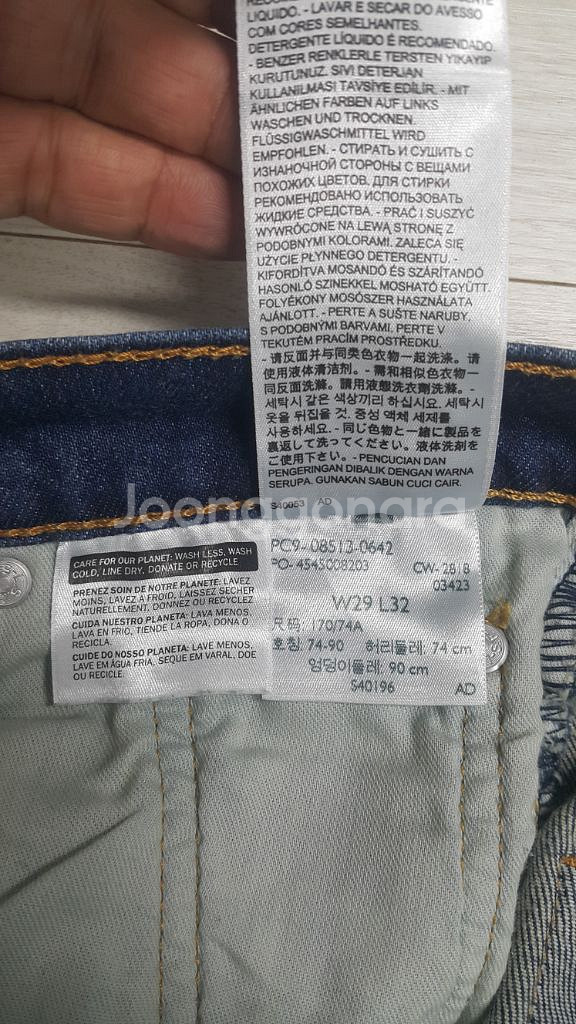 LÍQUIDO. - LAVAR E SECAR DO AVESSO
COM CORES SEMELHANTES.
DETERGENTE LÍQUIDO É RECOMENDADO.
- BENZER RENKLERLE TERSTEN YIKAYIP
KURUTUNUZ. SIVI DETERJAN
KULLANILMASI TAVSİYE EDİLİR. - MIT
ÄHNLICHEN FARBEN AUF LINKS
WASCHEN UND TROCKNEN.
FLÜSSIGWASCHMITTEL WIRD
EMPFOHLEN. - СТИРАТЬ И СУШИТЬ С
ИЗНАНОЧНОЙ СТОРОНЫ С ВЕЩАМИ
ПОХОЖИХ ЦВЕТОВ. ДЛЯ СТИРКИ
РЕКОМЕНДОВАНО ИСПОЛЬЗОВАТЬ
ЖИДКИЕ СРЕДСТВА. - PRAĆ I SUSZYĆ
WYWRÓCONE NA LEWĄ STRONĘ Z
PODOBNYMI KOLORAMI. ZALECA SIĘ
UŻYCIE PŁYNNEGO DETERGENTU. -
KIFORDÍTVA MOSANDÓ ÉS SZÁRÍTANDÓ
HASONLÓ SZINEKKEL MOSHATÓ EGYÜTT.
FOLYÉKONY MOSÓSZER HASZNÁLATA
AJÁNLOTT. - PERTE A SUŠTE NARUBY,
S PODOBNÝMI BARVAMI. PERTE V
TEKUTÉM PRACÍM PROSTŘEDKU.
- 请反面并与同类色衣物一起洗涤。请
使用液体清洁剂。- 需和相似色衣物一
同反面洗滌。請用液態洗衣劑洗滌。-
세탁시 같은 색상끼리 하십시요. 세탁시
옷을 뒤집을 것. 중성 액체 세제를
사용하세요. - 同じ色物と一緒に製品を
裏返して洗ってください。液体洗剤を
ご使用下さい。- PENCUCIAN DAN
PENGERINGAN DIBALIK DENGAN WARNA
SERUPA. GUNAKAN SABUN CUCI CAIR.
S40053 AD
Joonggonara
CARE FOR OUR PLANET: WASH LESS, WASH
COLD, LINE DRY, DONATE OR RECYCLE
PRENEZ SOIN DE NOTRE PLANÈTE: LAVEZ
MOINS, LAVEZ À FROID, LAISSEZ SÉCHER
NATURELLEMENT, DONNEZ OU RECYCLEZ
CUIDA NUESTRO PLANETA: LAVA MENOS,
LAVA EN FRÍO, TIENDE LA ROPA, DONA O
RECICLA.
CUIDE DO NOSSO PLANETA: LAVE MENOS,
LAVE EM ÁGUA FRIA, SEQUE EM VARAL, DOE
OU RECICLE.
PC9-08513-0642
PO-4545008203 CW-2818
03423
W29 L32
尺码: 170/74A
호칭: 74-90 허리둘레: 74 cm
엉덩이둘레: 90 cm
S40196 AD